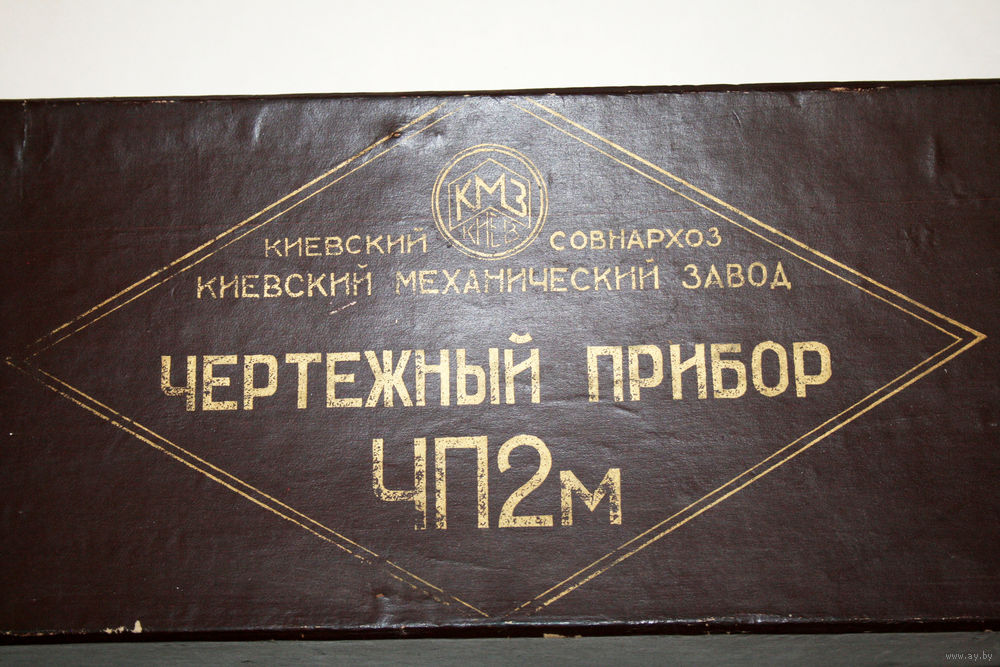 КМЗ
КИЕВ
КИЕВСКИЙ СОВНАРХОЗ
КИЕВСКИЙ МЕХАНИЧЕСКИЙ ЗАВОД
ЧЕРТЕЖНЫЙ ПРИБОР
ЧП2м
www.ay.by